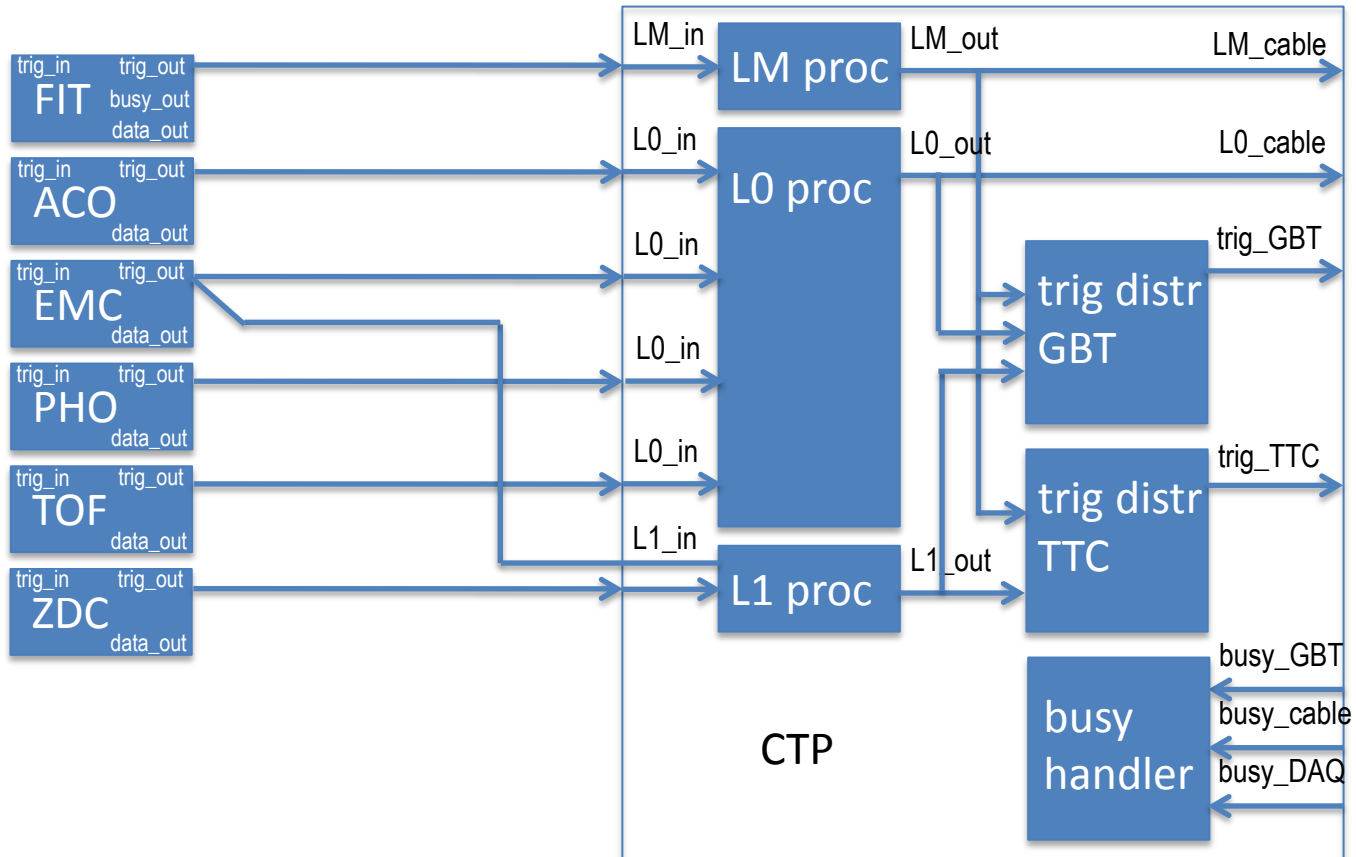 LM_in
LM_out
LM_cable
trig_in
trig_out
FIT
busy_out
data_out
LM proc
L0_in
L0_out
L0_cable
trig_in
trig_out
ACO
data_out
L0 proc
L0_in
trig_GBT
trig_in
trig_out
EMC
data_out
trig distr
GBT
L0_in
trig_in
trig_out
PHO
data_out
L0_in
trig_TTC
trig_in
trig_out
TOF
data_out
trig distr
TTC
L1_in
L1_out
trig_in
trig_out
ZDC
data_out
L1 proc
busy_GBT
busy_cable
busy_DAQ
busy
handler
CTP